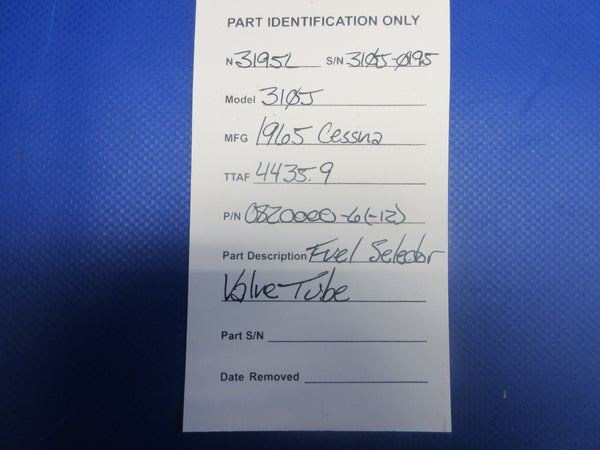 PART IDENTIFICATION ONLY
N 3195L S/N 310J-0195
Model 310J
MFG 1965 Cessna
TTAF 4435.9
P/N 0820000-6(-12)
Part Description Fuel Selector
Valve Tube
Part S/N
Date Removed